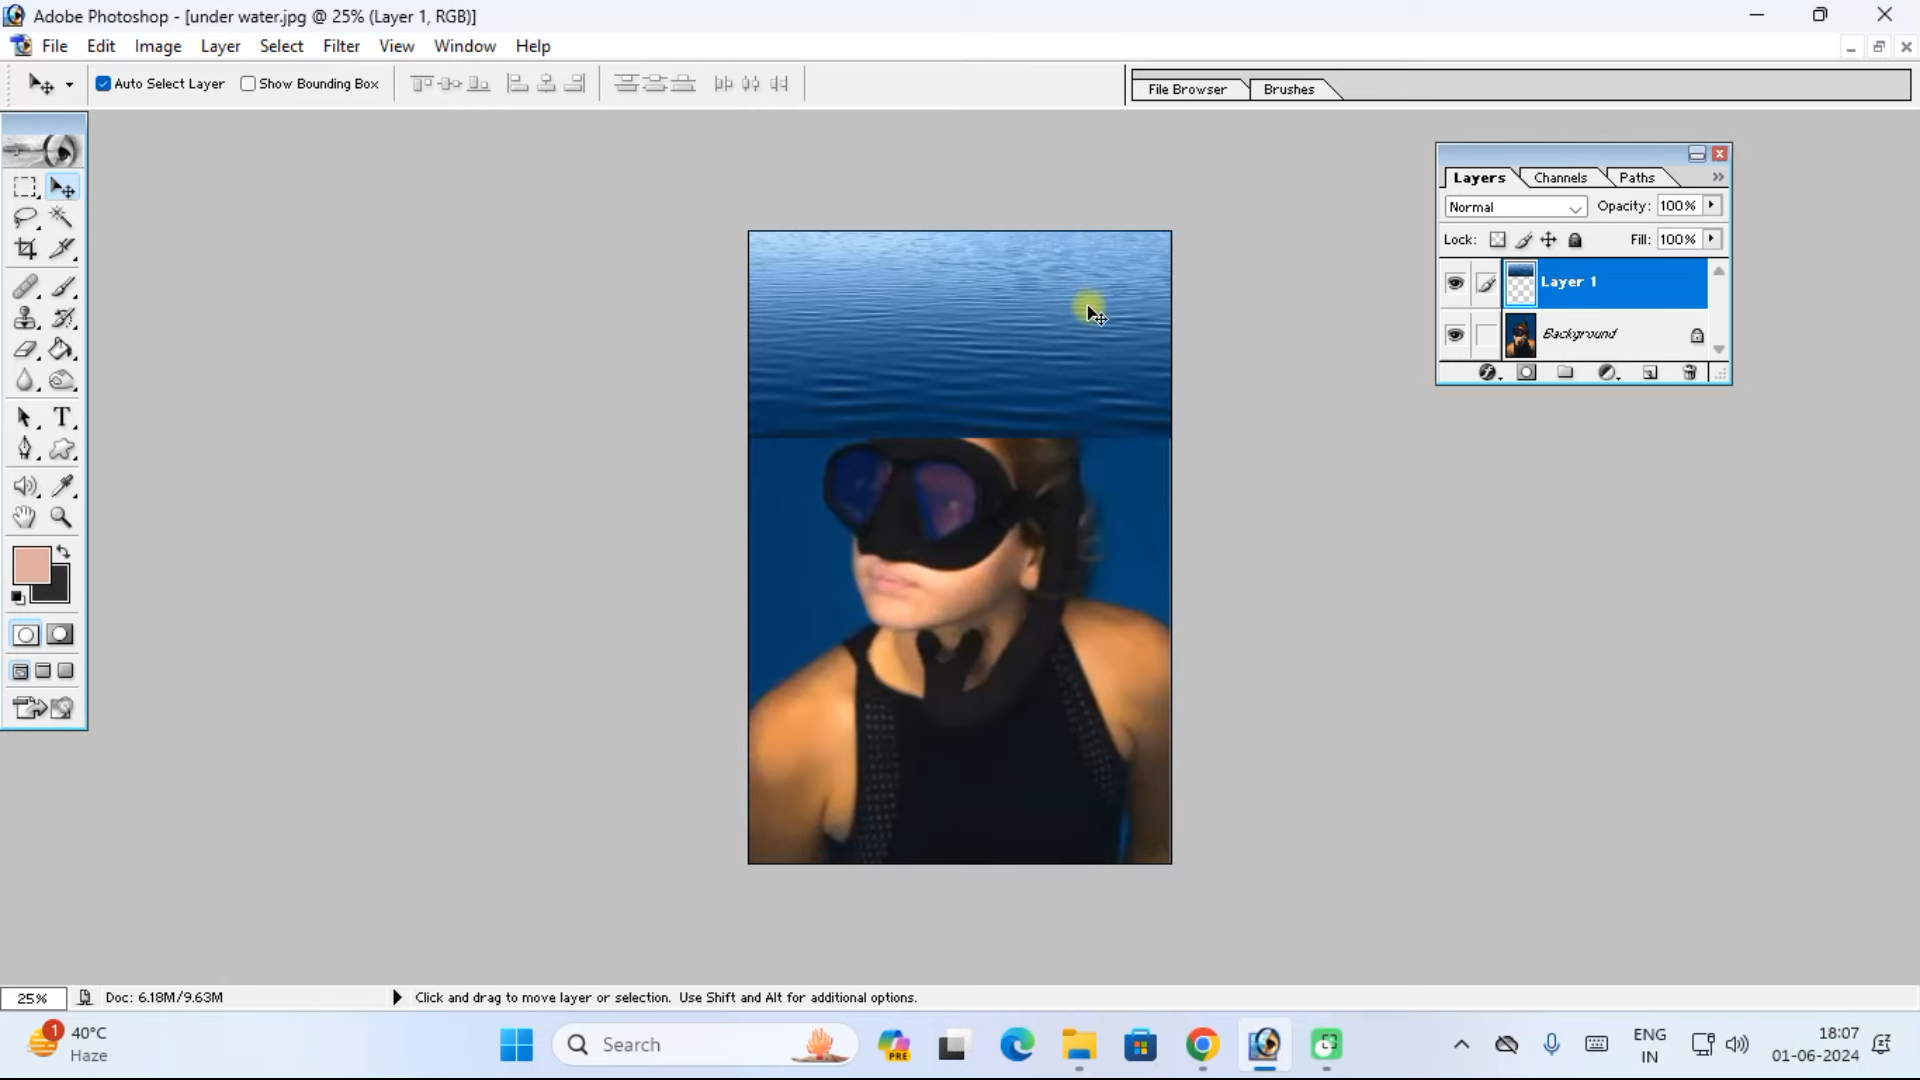 Adobe Photoshop - [under water.jpg @ 25% (Layer 1, RGB)]
File Edit Image Layer Select Filter View Window Help
Auto Select Layer Show Bounding Box File Browser Brushes
Layers Channels Paths
Normal Opacity: 100%
Lock: Fill: 100%
Layer 1
Background
T
25% Doc: 6.18M/9.63M Click and drag to move layer or selection. Use Shift and Alt for additional options.
1 40°C
Haze
Search
PRE
ENG
IN
18:07
01-06-2024